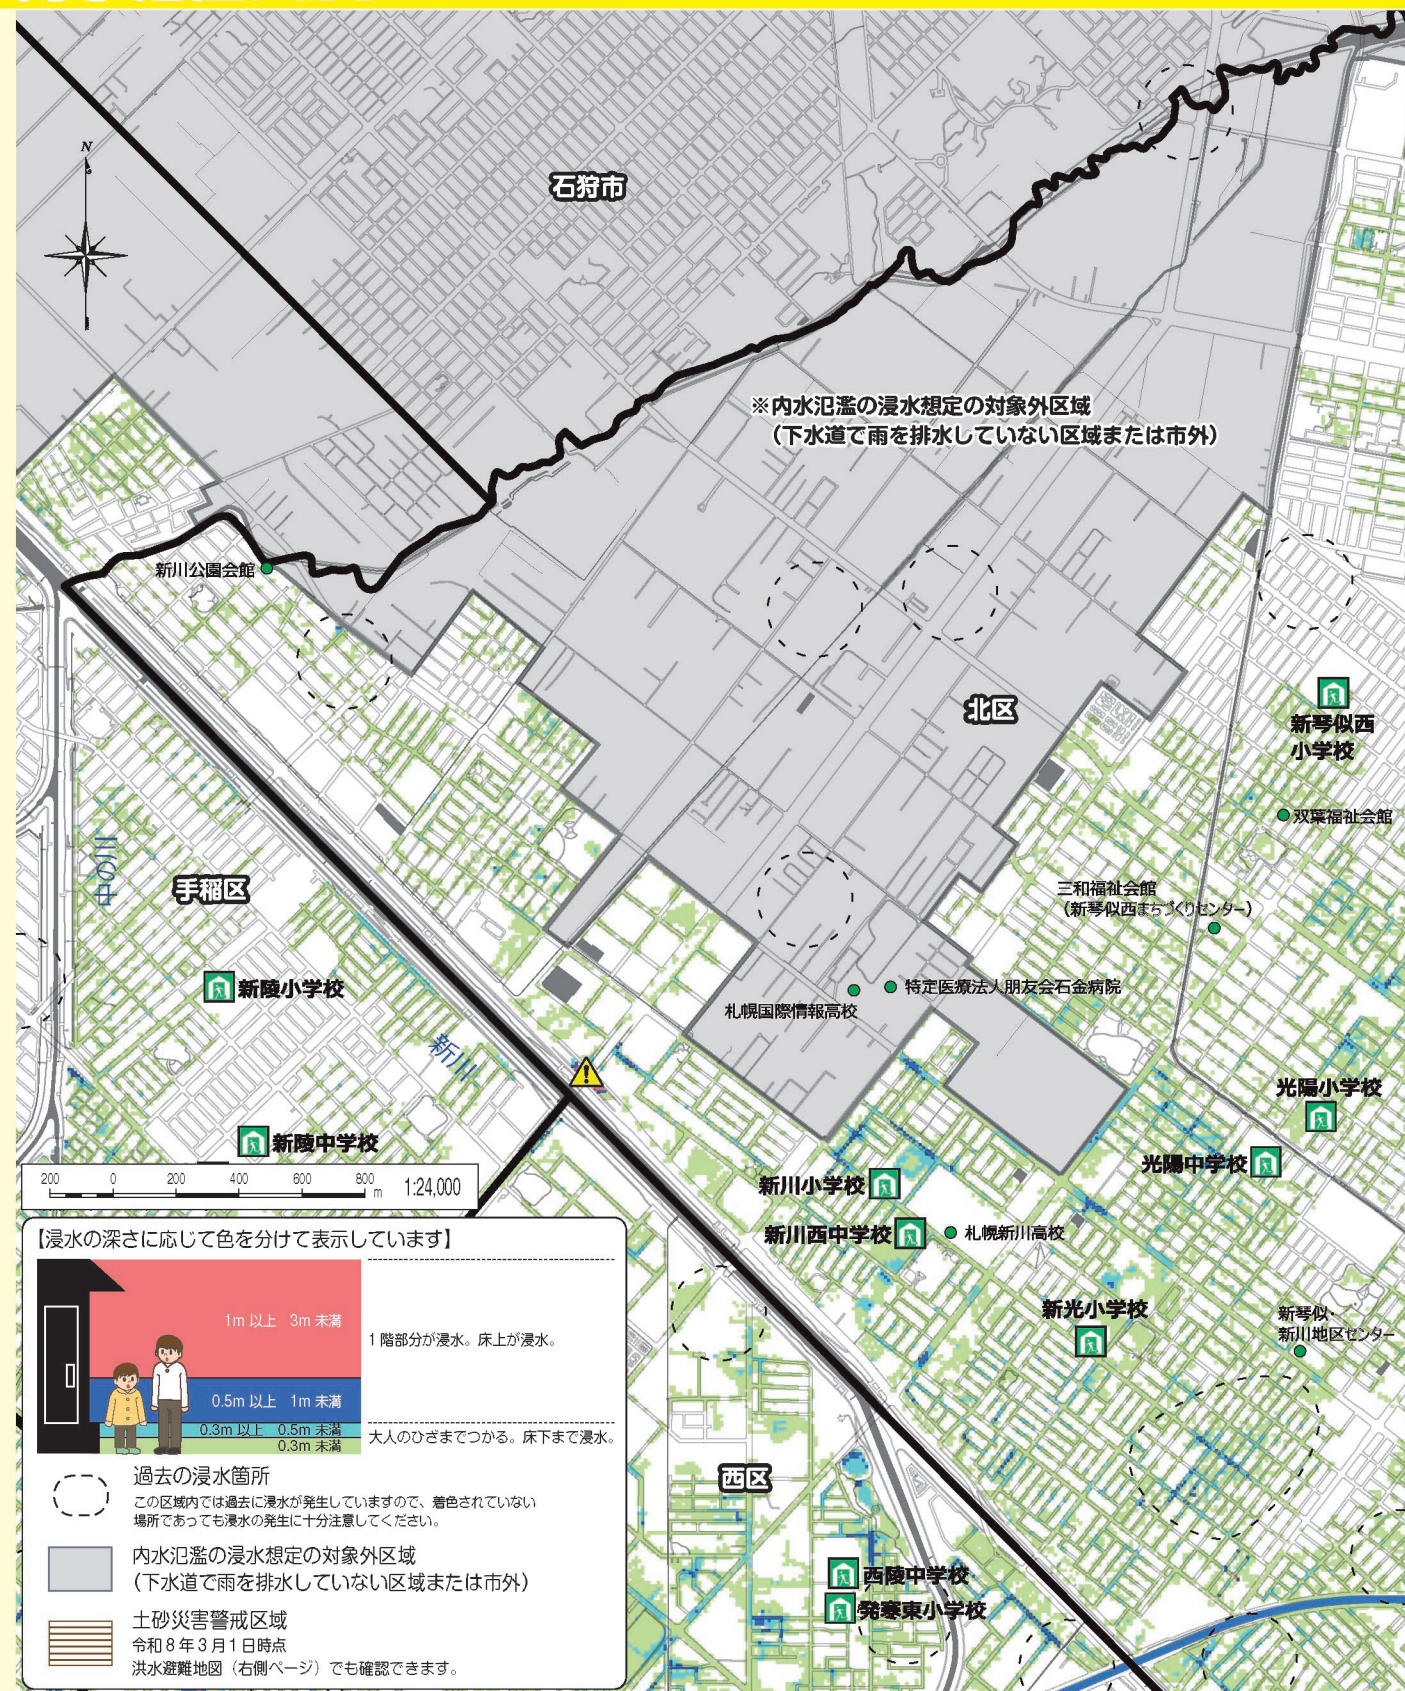 N
石狩市
※内水氾濫の浸水想定の対象外区域
（下水道で雨を排水していない区域または市外）
新川公園会館
北区
新琴似西
小学校
双葉福祉会館
三和福祉会館
（新琴似西まちづくりセンター）
手稲区
中の川
新陵小学校
特定医療法人朋友会石金病院
札幌国際情報高校
新川
光陽小学校
新陵中学校
光陽中学校
新川小学校
新川西中学校
札幌新川高校
新光小学校
新琴似・
新川地区センター
西区
西陵中学校
発寒東小学校
200 0 200 400 600 800 m 1:24,000
【浸水の深さに応じて色を分けて表示しています】
1m 以上 3m 未満
1階部分が浸水。床上が浸水。
0.5m 以上 1m 未満
0.3m 以上 0.5m 未満
0.3m 未満
大人のひざまでつかる。床下まで浸水。
過去の浸水箇所
この区域内では過去に浸水が発生していますので、着色されていない
場所であっても浸水の発生に十分注意してください。
内水氾濫の浸水想定の対象外区域
（下水道で雨を排水していない区域または市外）
土砂災害警戒区域
令和8年3月1日時点
洪水避難地図（右側ページ）でも確認できます。